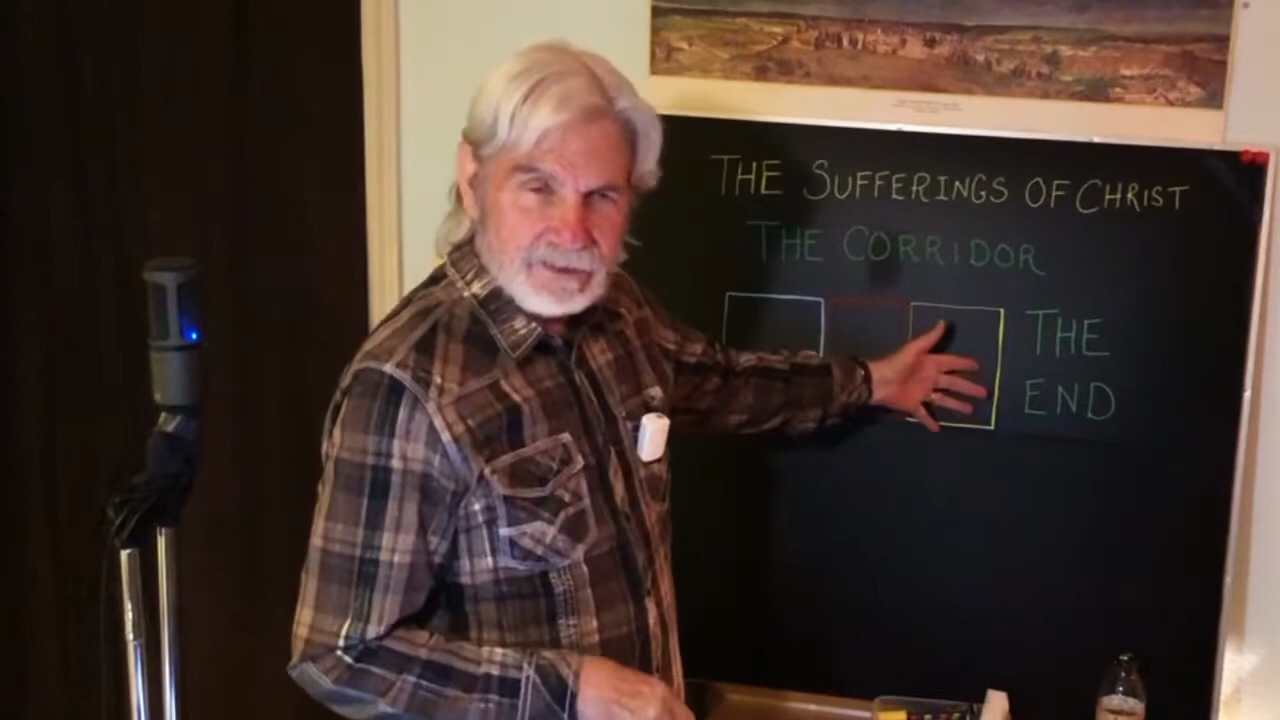 THE SUFFERINGS OF CHRIST
THE CORRIDOR
THE
END